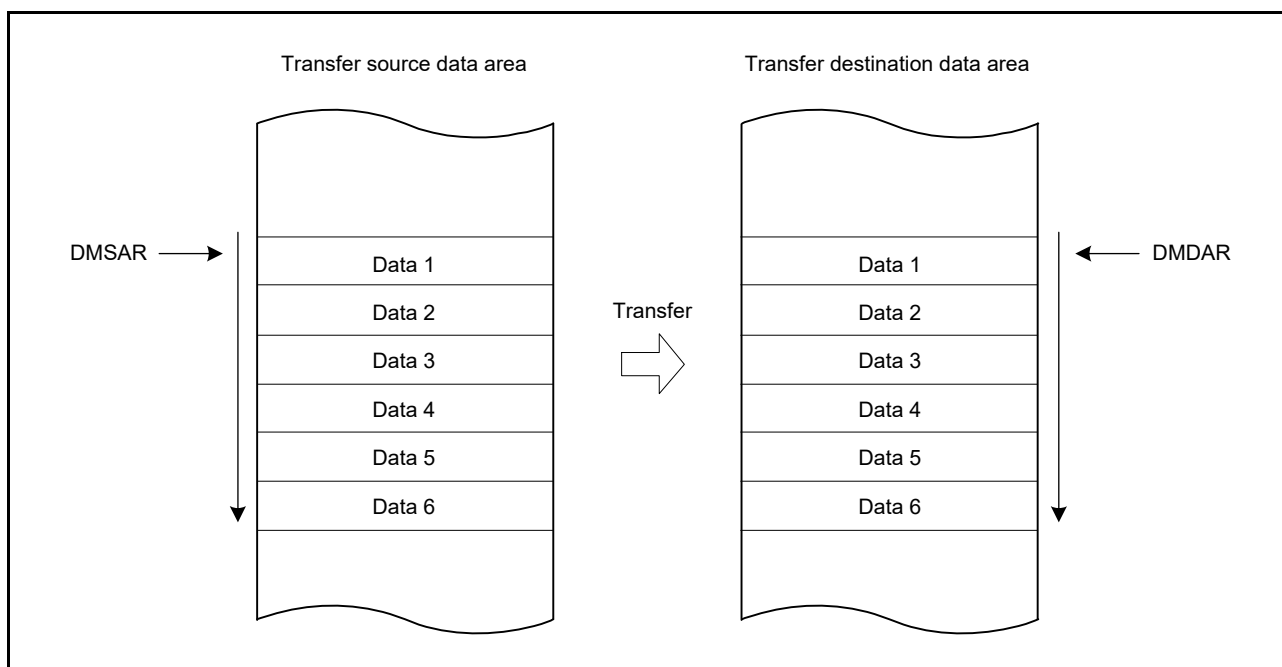 Transfer source data area
Transfer destination data area
DMSAR
Data 1
Data 2
Data 3
Data 4
Data 5
Data 6
Transfer
Data 1
Data 2
Data 3
Data 4
Data 5
Data 6
DMDAR